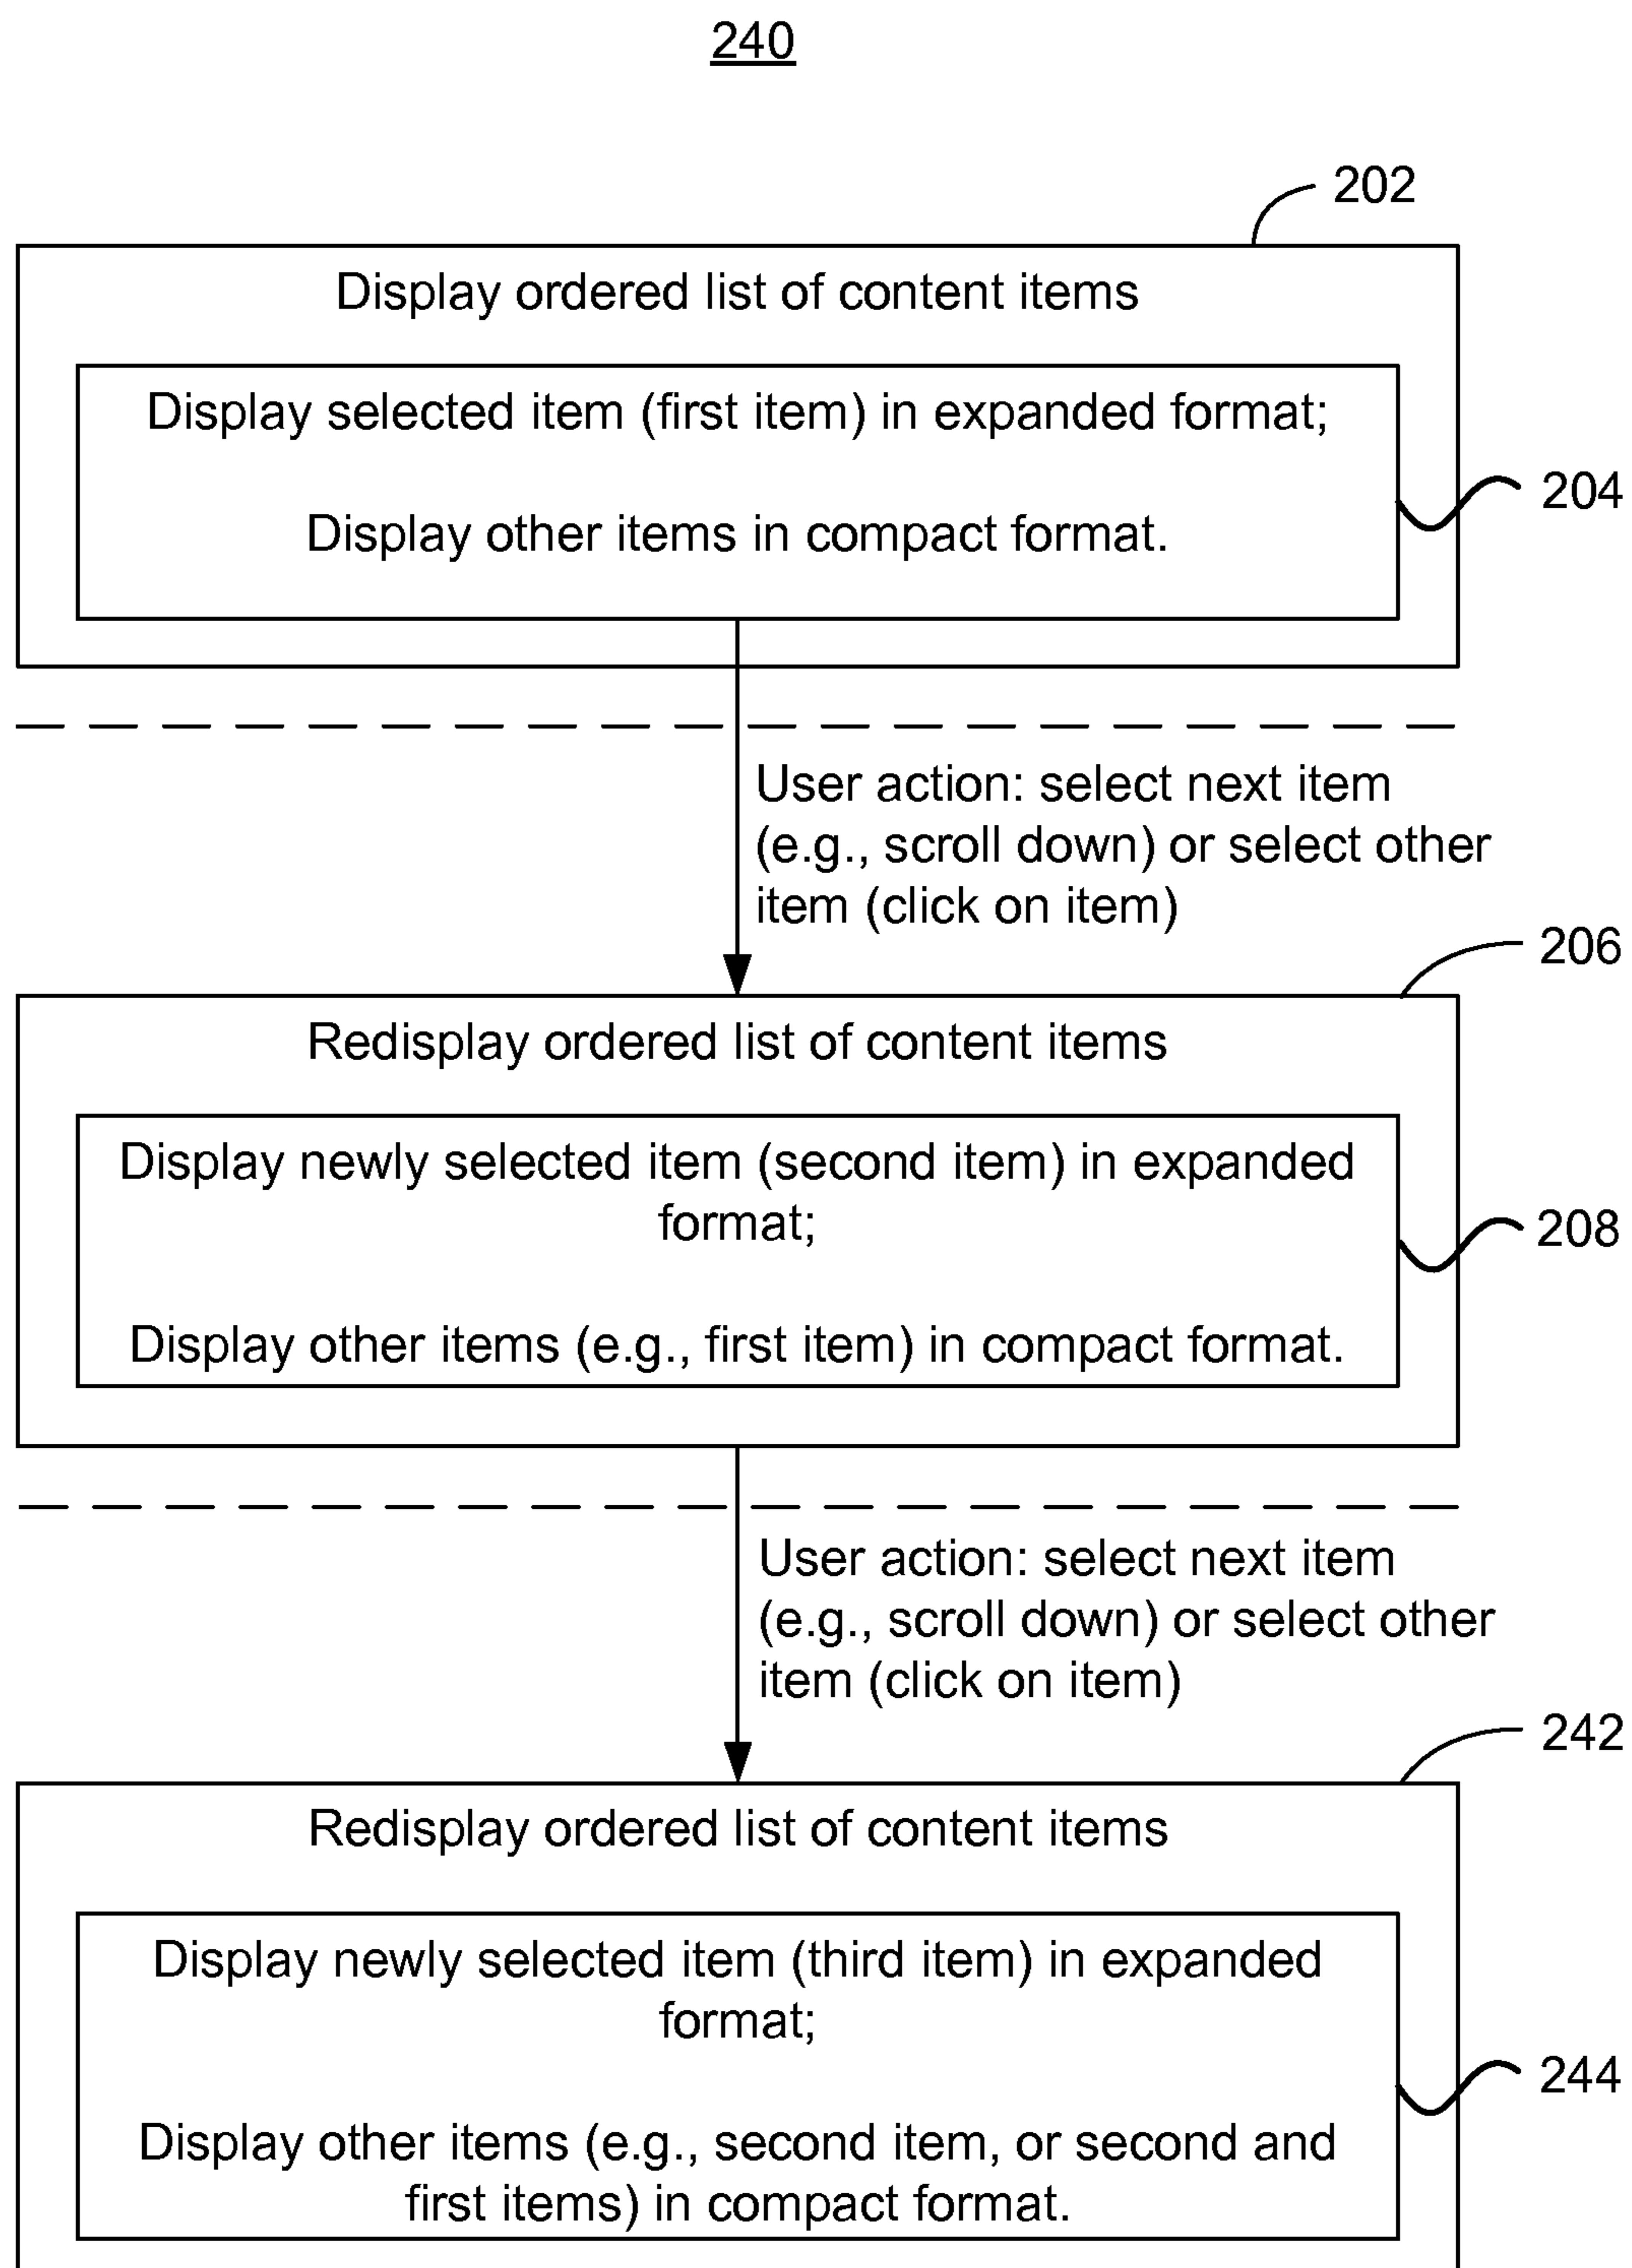 240
202
Display ordered list of content items
Display selected item (first item) in expanded format;
204
Display other items in compact format.
User action: select next item
(e.g., scroll down) or select other
item (click on item)
206
Redisplay ordered list of content items
Display newly selected item (second item) in expanded
format;
208
Display other items (e.g., first item) in compact format.
User action: select next item
(e.g., scroll down) or select other
item (click on item)
242
Redisplay ordered list of content items
Display newly selected item (third item) in expanded
format;
244
Display other items (e.g., second item, or second and
first items) in compact format.